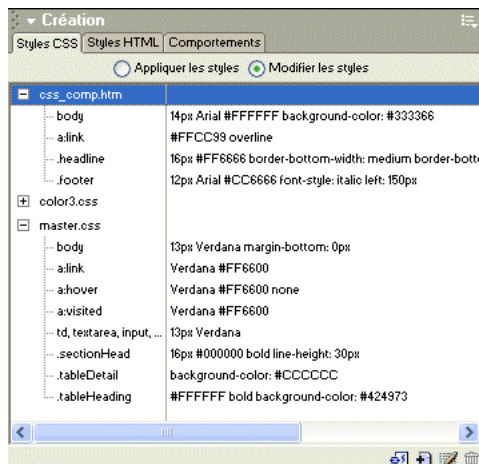 Création
Styles CSS Styles HTML Comportements
Appliquer les styles Modifier les styles
css_comp.htm
body 14px Arial #FFFFFF background-color: #333366
a:link #FFCC99 overline
.headline 16px #FF6666 border-bottom-width: medium border-botto
.footer 12px Arial #CC6666 font-style: italic left: 150px
color3.css
master.css
body 13px Verdana margin-bottom: 0px
a:link Verdana #FF6600
a:hover Verdana #FF6600 none
a:visited Verdana #FF6600
td, textarea, input, ... 13px Verdana
.sectionHead 16px #000000 bold line-height: 30px
.tableDetail background-color: #CCCCCC
.tableHeading #FFFFFF bold background-color: #424973